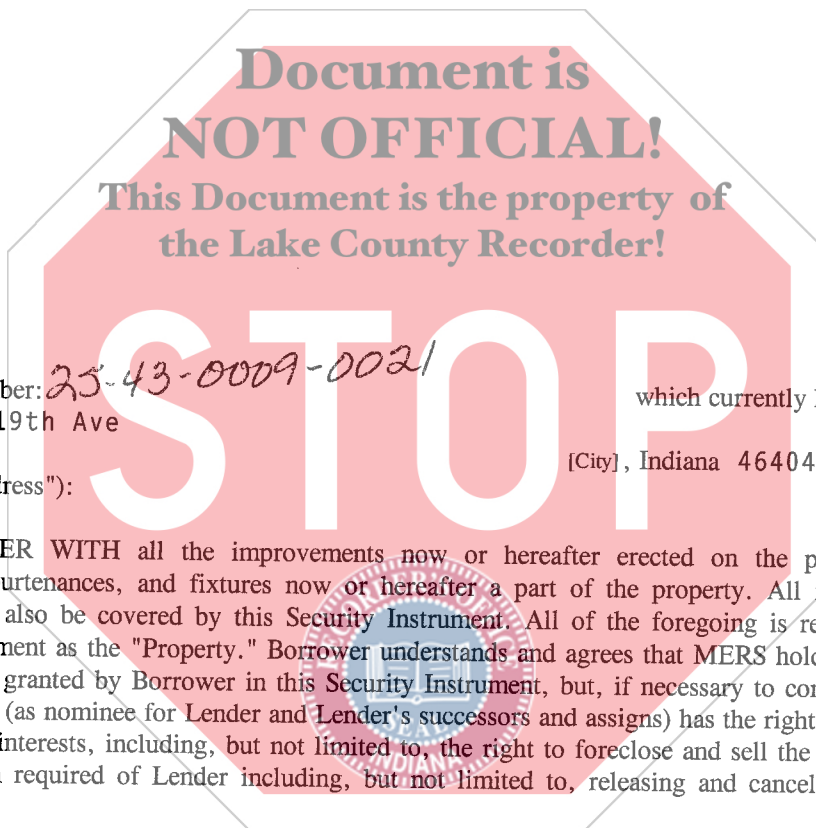 Document is
NOT OFFICIAL!
This Document is the property of
the Lake County Recorder!
STOP
ber: 25-43-0009-0021
which currently
19th Ave
[City], Indiana 46404
ress"):
ER WITH all the improvements now or hereafter erected on the p
urtenances, and fixtures now or hereafter a part of the property. All
also be covered by this Security Instrument. All of the foregoing is re
ment as the "Property." Borrower understands and agrees that MERS hold
granted by Borrower in this Security Instrument, but, if necessary to co
(as nominee for Lender and Lender's successors and assigns) has the right
interests, including, but not limited to, the right to foreclose and sell the
required of Lender including, but not limited to, releasing and cancel
RECORDER'S OFFICE
SEAL
INDIANA